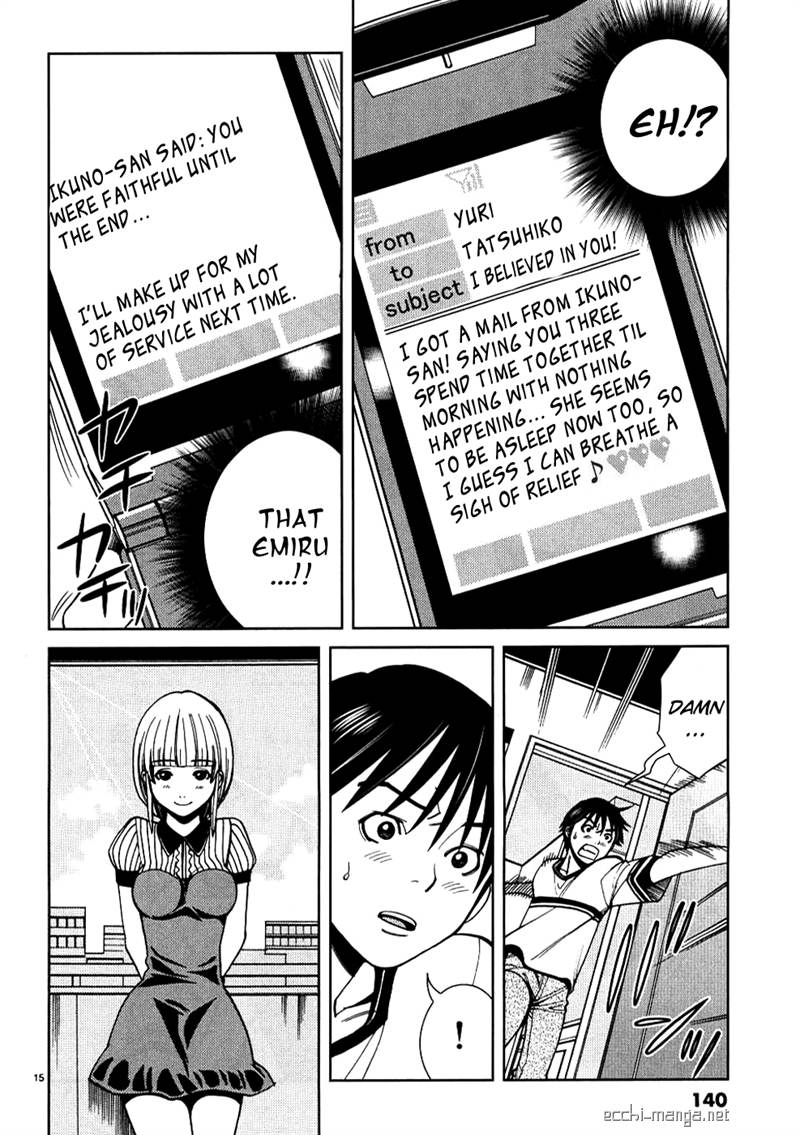 EH!?
from YURI
to TATSUHIKO
subject I BELIEVED IN YOU!
I GOT A MAIL FROM IKUNO-
SAN! SAYING YOU THREE
SPEND TIME TOGETHER TIL
MORNING WITH NOTHING
HAPPENING... SHE SEEMS
TO BE ASLEEP NOW TOO, SO
I GUESS I CAN BREATHE A
SIGH OF RELIEF ♪
IKUNO-SAN SAID: YOU
WERE FAITHFUL UNTIL
THE END...
I'LL MAKE UP FOR MY
JEALOUSY WITH A LOT
OF SERVICE NEXT TIME.
カチ
カチッ
THAT
EMIRU
....!!
DAMN
...
!
15
140
ecchi-manga.net